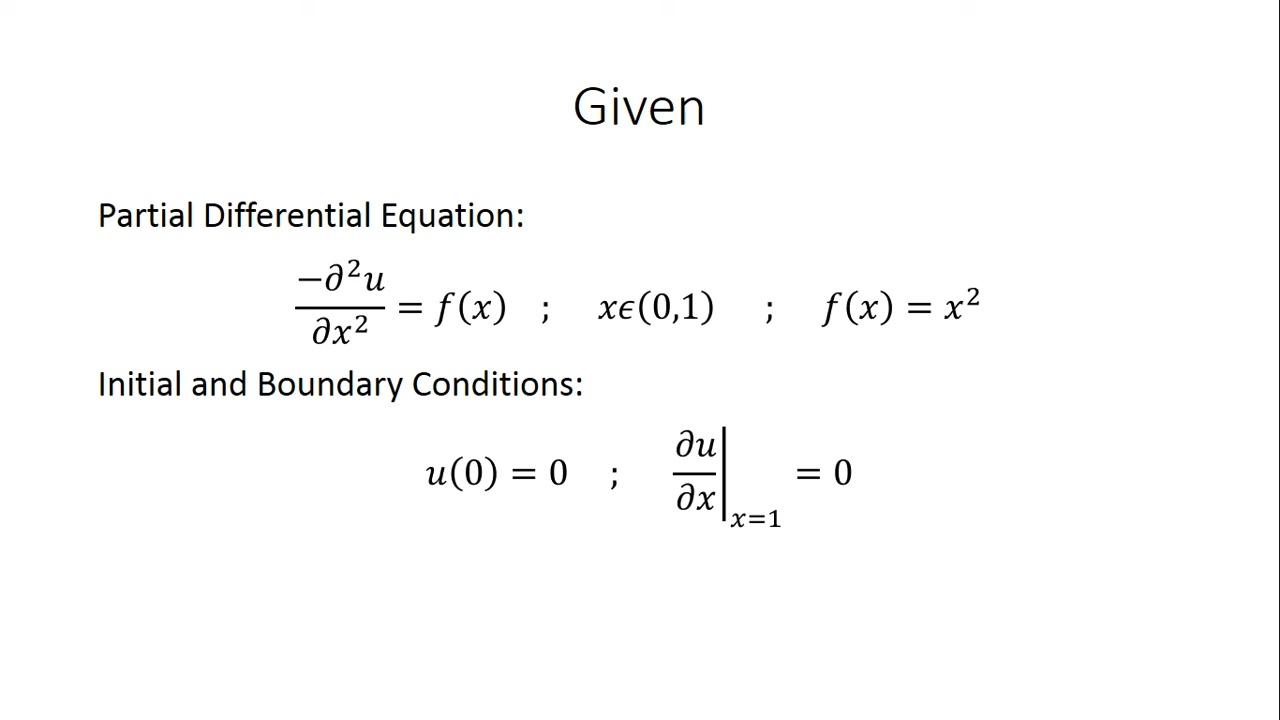 Given
Partial Differential Equation:
−∂²u/∂x² = f(x) ; xϵ(0,1) ; f(x) = x²
Initial and Boundary Conditions:
u(0) = 0 ; ∂u/∂x|ₓ₌₁ = 0